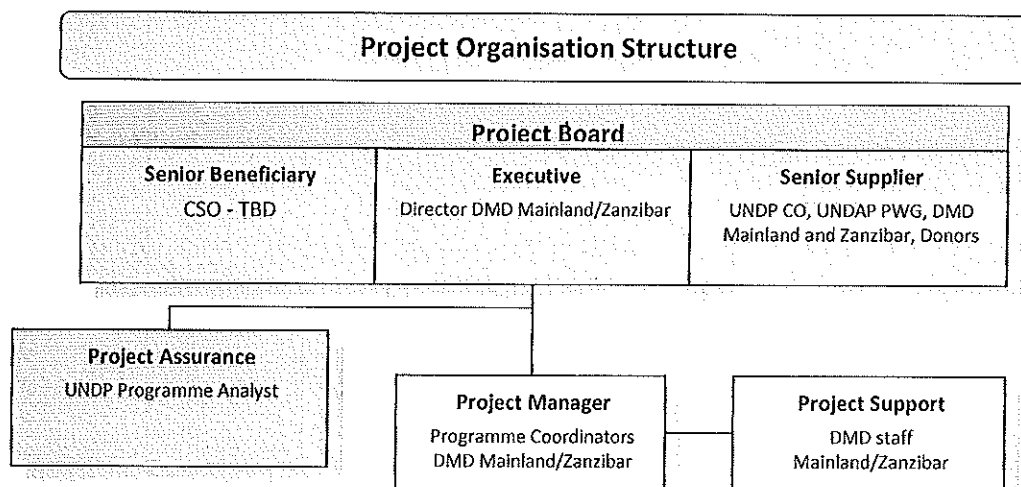 Project Organisation Structure
Project Board
Senior Beneficiary
CSO - TBD
Executive
Director DMD Mainland/Zanzibar
Senior Supplier
UNDP CO, UNDAP PWG, DMD
Mainland and Zanzibar, Donors
Project Assurance
UNDP Programme Analyst
Project Manager
Programme Coordinators
DMD Mainland/Zanzibar
Project Support
DMD staff
Mainland/Zanzibar